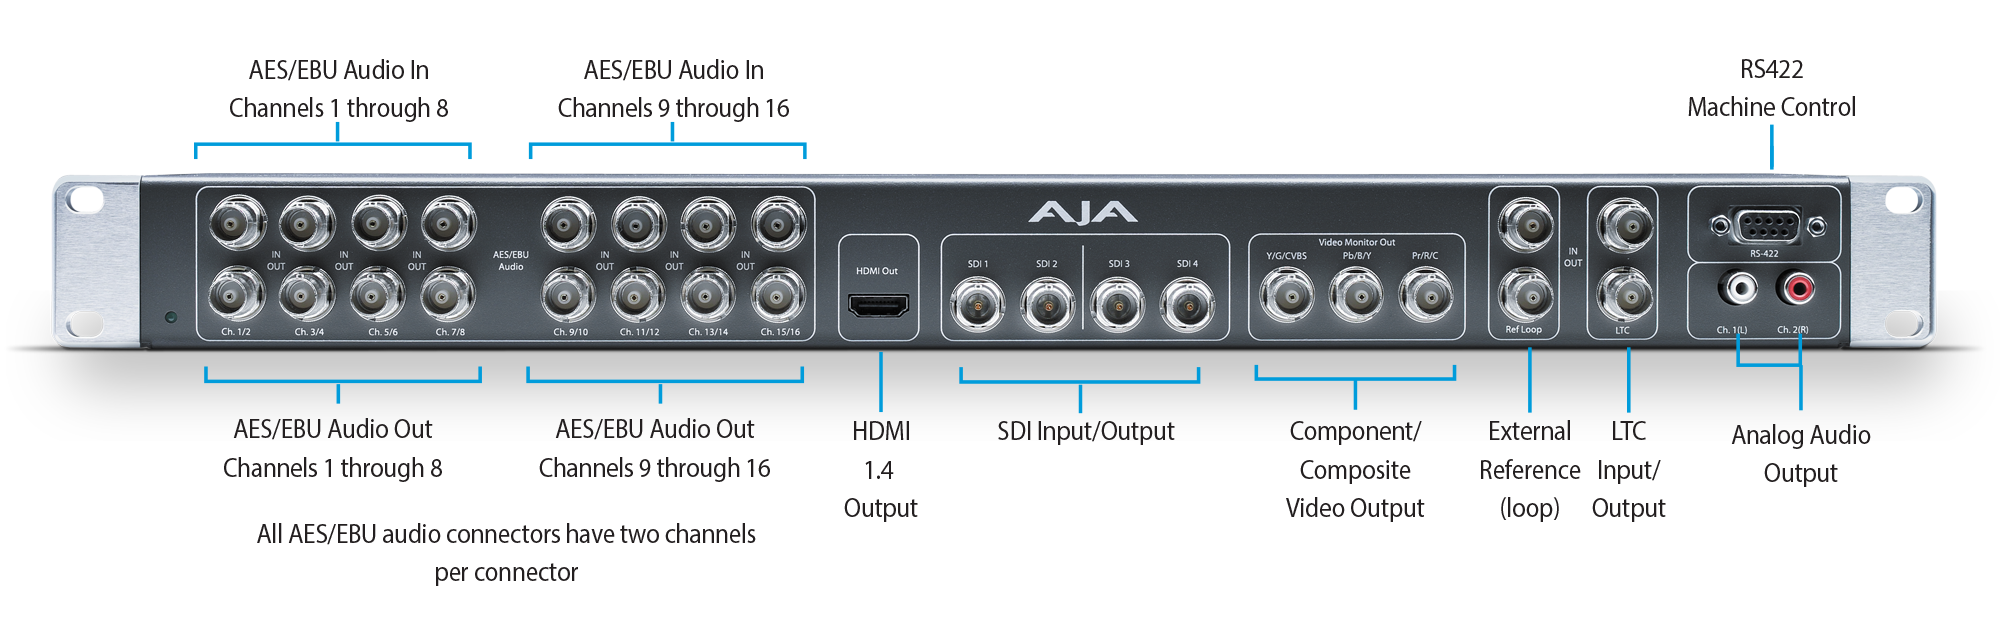 AES/EBU Audio In
Channels 1 through 8
AES/EBU Audio In
Channels 9 through 16
RS422
Machine Control
AJA
IN
OUT
IN
OUT
IN
OUT
AES/EBU
Audio
IN
OUT
IN
OUT
IN
OUT
Ch. 1/2
Ch. 3/4
Ch. 5/6
Ch. 7/8
Ch. 9/10
Ch. 11/12
Ch. 13/14
Ch. 15/16
HDMI Out
SDI 1
SDI 2
SDI 3
SDI 4
Video Monitor Out
Y/G/CVBS
Pb/B/Y
Pr/R/C
IN
OUT
Ref Loop
LTC
RS-422
Ch. 1(L)
Ch. 2(R)
AES/EBU Audio Out
Channels 1 through 8
AES/EBU Audio Out
Channels 9 through 16
All AES/EBU audio connectors have two channels
per connector
HDMI
1.4
Output
SDI Input/Output
Component/
Composite
Video Output
External
Reference
(loop)
LTC
Input/
Output
Analog Audio
Output